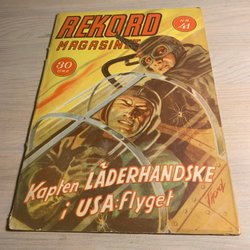 REKORD
MAGASINET
NR
41
30
ÖRE
Kapten LÄDERHANDSKE
i USA:Flyget